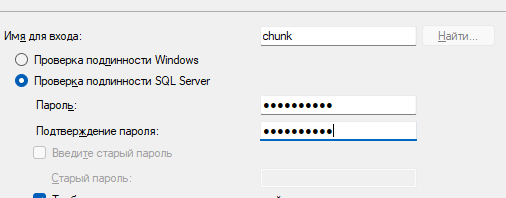 Имя для входа: chunk Найти...
Проверка подлинности Windows
Проверка подлинности SQL Server
Пароль: ●●●●●●●●●●
Подтверждение пароля: ●●●●●●●●●●
Введите старый пароль
Старый пароль: